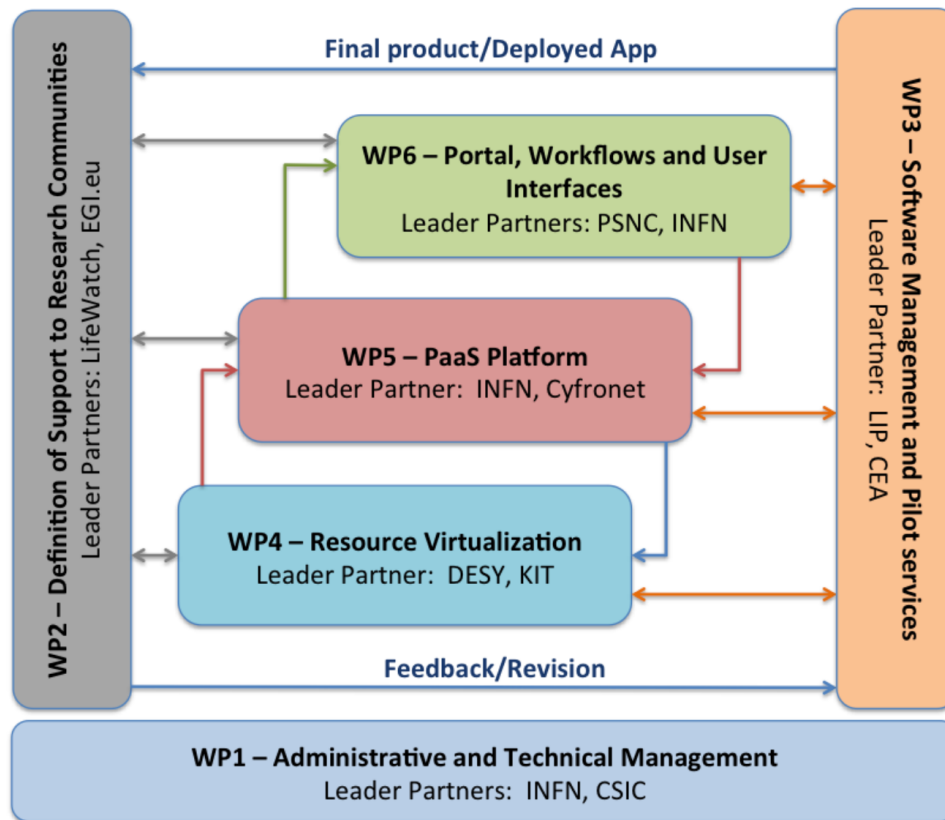 Final product/Deployed App
WP2 – Definition of Support to Research Communities
Leader Partners: LifeWatch, EGI.eu
WP6 – Portal, Workflows and User
Interfaces
Leader Partners: PSNC, INFN
WP5 – PaaS Platform
Leader Partner:  INFN, Cyfronet
WP4 – Resource Virtualization
Leader Partner:  DESY, KIT
WP3 – Software Management and Pilot services
Leader Partner:  LIP, CEA
Feedback/Revision
WP1 – Administrative and Technical Management
Leader Partners:  INFN, CSIC